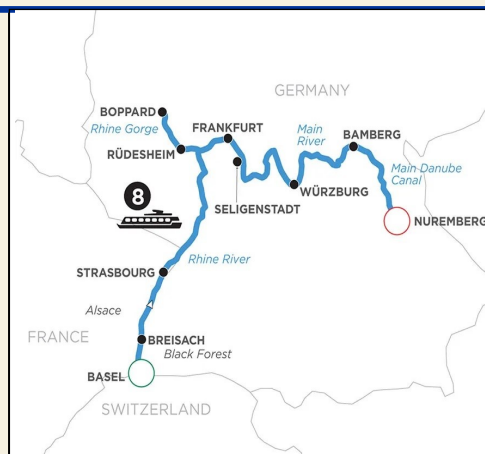 GERMANY
BOPPARD
Rhine Gorge
FRANKFURT
Main
River
BAMBERG
RÜDESHEIM
Main Danube
Canal
8
WÜRZBURG
SELIGENSTADT
NUREMBERG
Rhine River
STRASBOURG
Alsace
FRANCE
BREISACH
Black Forest
BASEL
SWITZERLAND